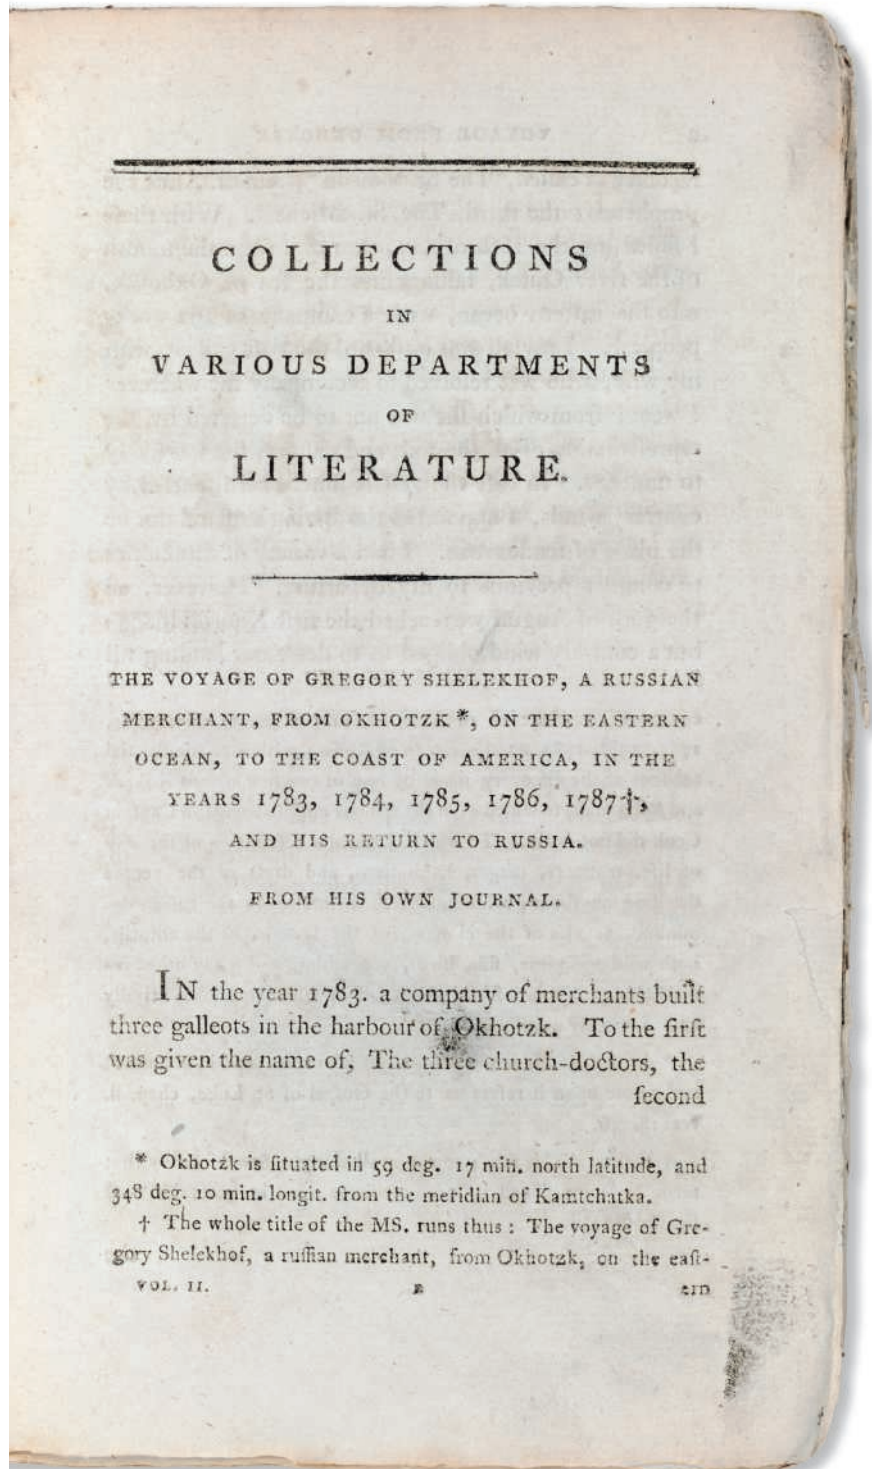 COLLECTIONS
IN
VARIOUS DEPARTMENTS
OF
LITERATURE.
THE VOYAGE OF GREGORY SHELEKHOF, A RUSSIAN
MERCHANT, FROM OKHOTZK *, ON THE EASTERN
OCEAN, TO THE COAST OF AMERICA, IN THE
YEARS 1783, 1784, 1785, 1786, 1787 †,
AND HIS RETURN TO RUSSIA.
FROM HIS OWN JOURNAL.
IN the year 1783. a company of merchants built
three galleots in the harbour of Okhotzk. To the firſt
was given the name of, The three church-doctors, the
ſecond
* Okhotzk is ſituated in 59 deg. 17 min. north latitude, and
348 deg. 10 min. longit. from the meridian of Kamtchatka.
† The whole title of the MS. runs thus : The voyage of Gre-
gory Shelekhof, a ruſſian merchant, from Okhotzk, on the eaſt-
VOL. II. B ern